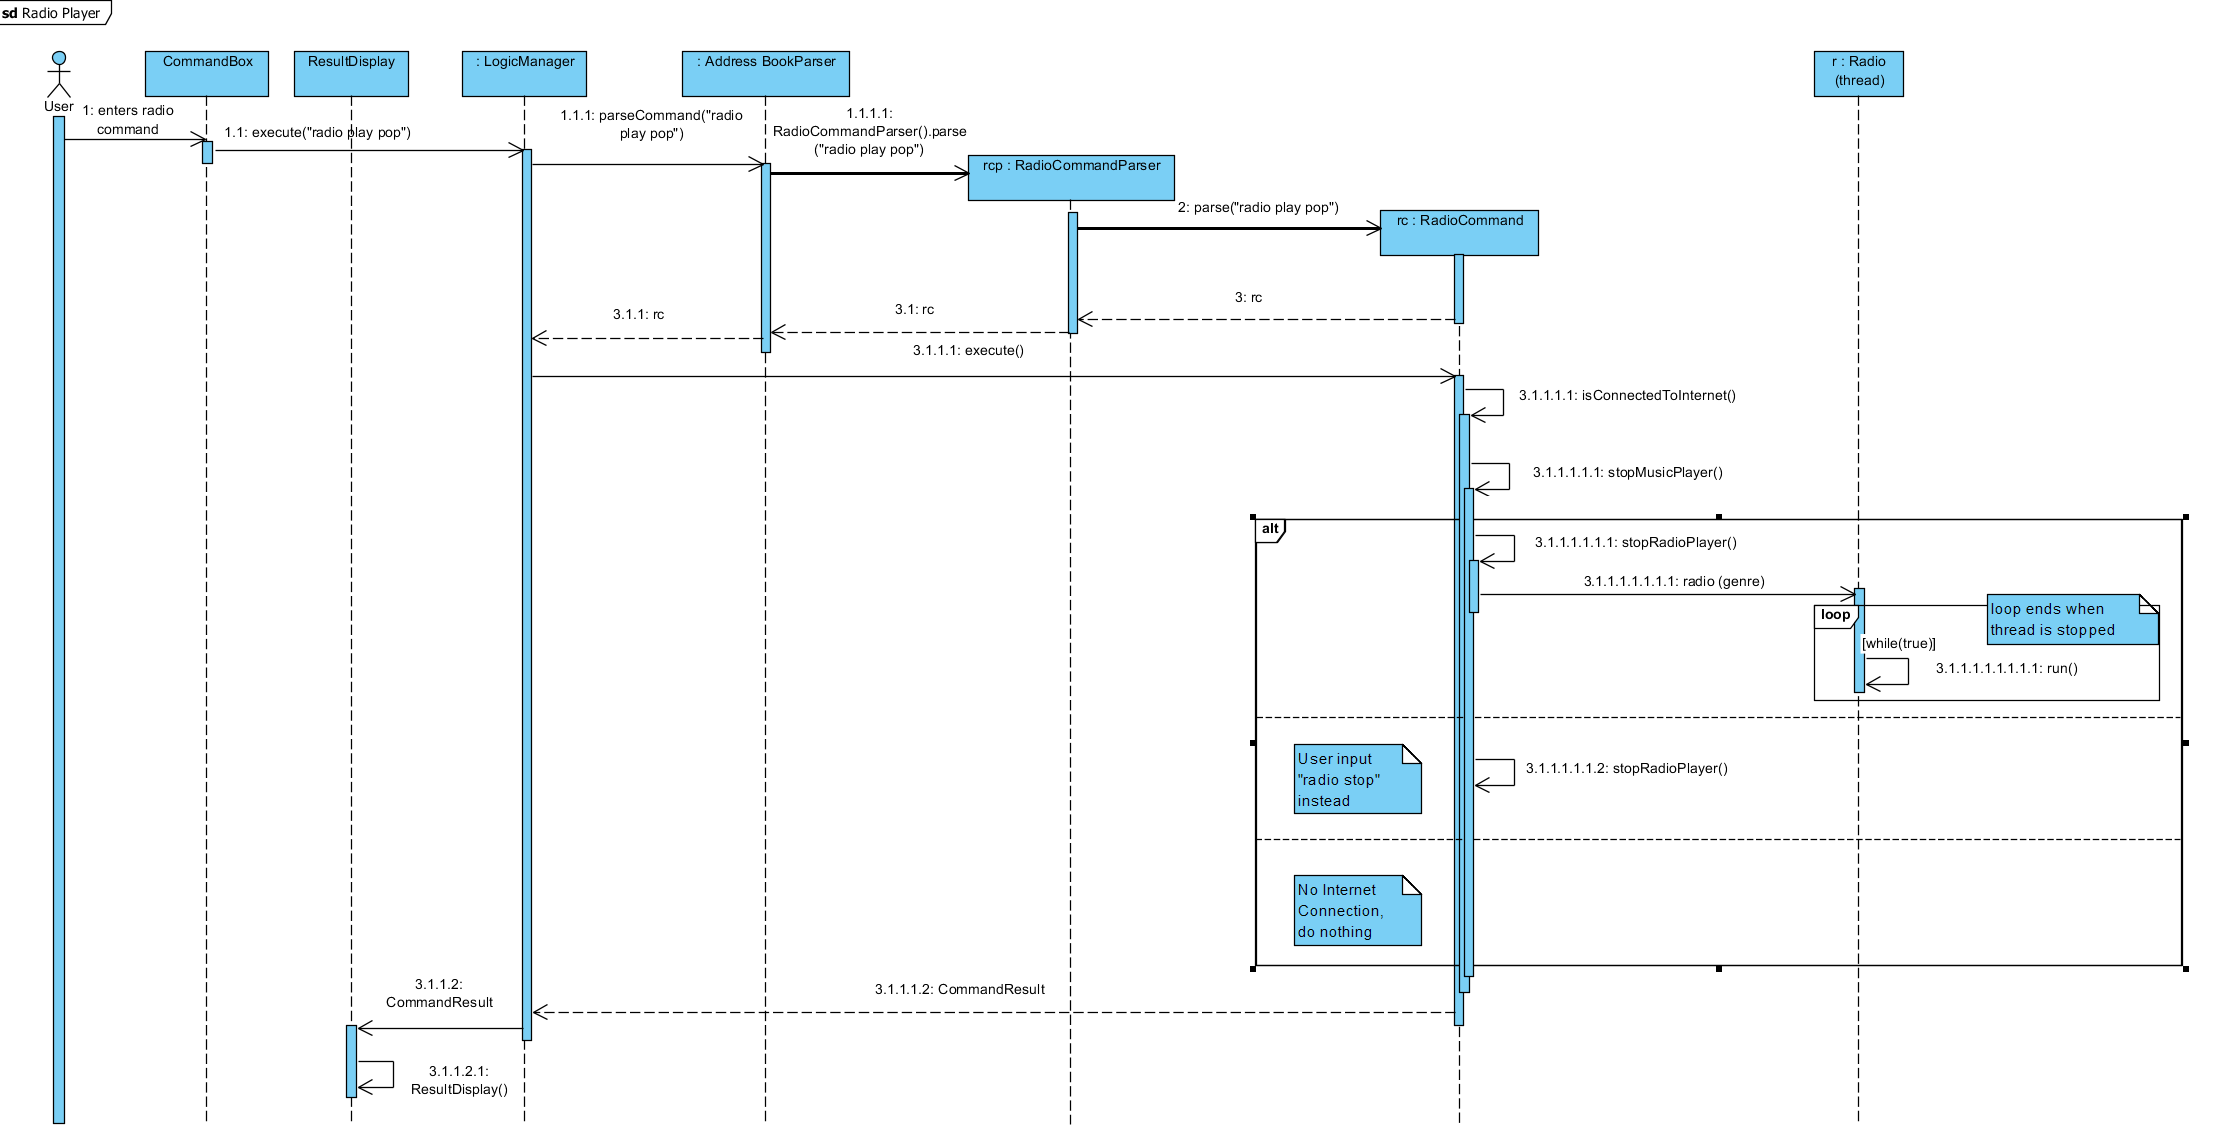 sd Radio Player
CommandBox
ResultDisplay
: LogicManager
: Address BookParser
r : Radio
(thread)
User
1: enters radio
command
1.1: execute("radio play pop")
1.1.1: parseCommand("radio
play pop")
1.1.1.1:
RadioCommandParser().parse
("radio play pop")
rcp : RadioCommandParser
2: parse("radio play pop")
rc : RadioCommand
3: rc
3.1: rc
3.1.1: rc
3.1.1.1: execute()
3.1.1.1.1: isConnectedToInternet()
3.1.1.1.1.1: stopMusicPlayer()
alt
3.1.1.1.1.1.1: stopRadioPlayer()
3.1.1.1.1.1.1.1: radio (genre)
loop
loop ends when
thread is stopped
[while(true)]
3.1.1.1.1.1.1.1.1: run()
User input
"radio stop"
instead
3.1.1.1.1.1.2: stopRadioPlayer()
No Internet
Connection,
do nothing
3.1.1.2:
CommandResult
3.1.1.1.2: CommandResult
3.1.1.2.1:
ResultDisplay()